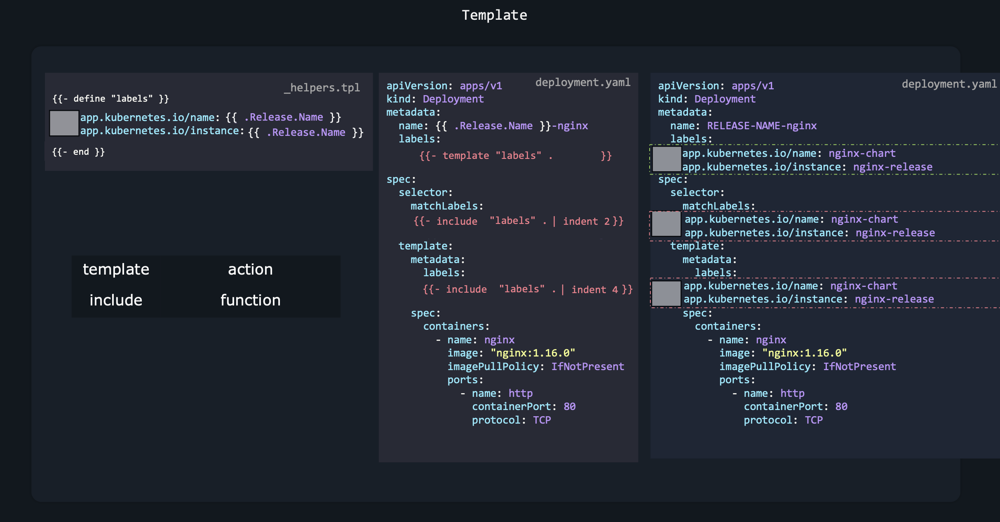 Template
_helpers.tpl
{{- define "labels" }}
app.kubernetes.io/name: {{ .Release.Name }}
app.kubernetes.io/instance: {{ .Release.Name }}
{{- end }}
template action
include function
deployment.yaml
apiVersion: apps/v1
kind: Deployment
metadata:
  name: {{ .Release.Name }}-nginx
  labels:
    {{- template "labels" . }}
spec:
  selector:
    matchLabels:
    {{- include "labels" . | indent 2 }}
  template:
    metadata:
      labels:
      {{- include "labels" . | indent 4 }}
    spec:
      containers:
        - name: nginx
          image: "nginx:1.16.0"
          imagePullPolicy: IfNotPresent
          ports:
            - name: http
              containerPort: 80
              protocol: TCP
deployment.yaml
apiVersion: apps/v1
kind: Deployment
metadata:
  name: RELEASE-NAME-nginx
  labels:
    app.kubernetes.io/name: nginx-chart
    app.kubernetes.io/instance: nginx-release
spec:
  selector:
    matchLabels:
    app.kubernetes.io/name: nginx-chart
    app.kubernetes.io/instance: nginx-release
  template:
    metadata:
      labels:
    app.kubernetes.io/name: nginx-chart
    app.kubernetes.io/instance: nginx-release
    spec:
      containers:
        - name: nginx
          image: "nginx:1.16.0"
          imagePullPolicy: IfNotPresent
          ports:
            - name: http
              containerPort: 80
              protocol: TCP